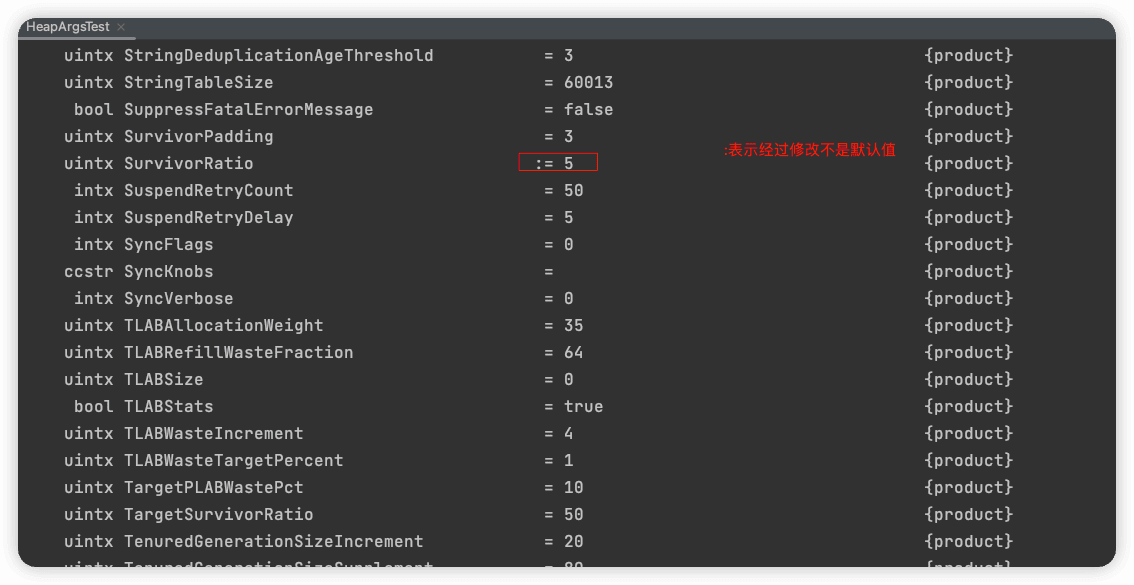 HeapArgsTest ×
uintx StringDeduplicationAgeThreshold = 3 {product}
uintx StringTableSize = 60013 {product}
bool SuppressFatalErrorMessage = false {product}
uintx SurvivorPadding = 3 {product}
:表示经过修改不是默认值
uintx SurvivorRatio := 5 {product}
intx SuspendRetryCount = 50 {product}
intx SuspendRetryDelay = 5 {product}
intx SyncFlags = 0 {product}
ccstr SyncKnobs = {product}
intx SyncVerbose = 0 {product}
uintx TLABAllocationWeight = 35 {product}
uintx TLABRefillWasteFraction = 64 {product}
uintx TLABSize = 0 {product}
bool TLABStats = true {product}
uintx TLABWasteIncrement = 4 {product}
uintx TLABWasteTargetPercent = 1 {product}
uintx TargetPLABWastePct = 10 {product}
uintx TargetSurvivorRatio = 50 {product}
uintx TenuredGenerationSizeIncrement = 20 {product}
uintx TenuredGenerationSizeSupplement = 80 {product}